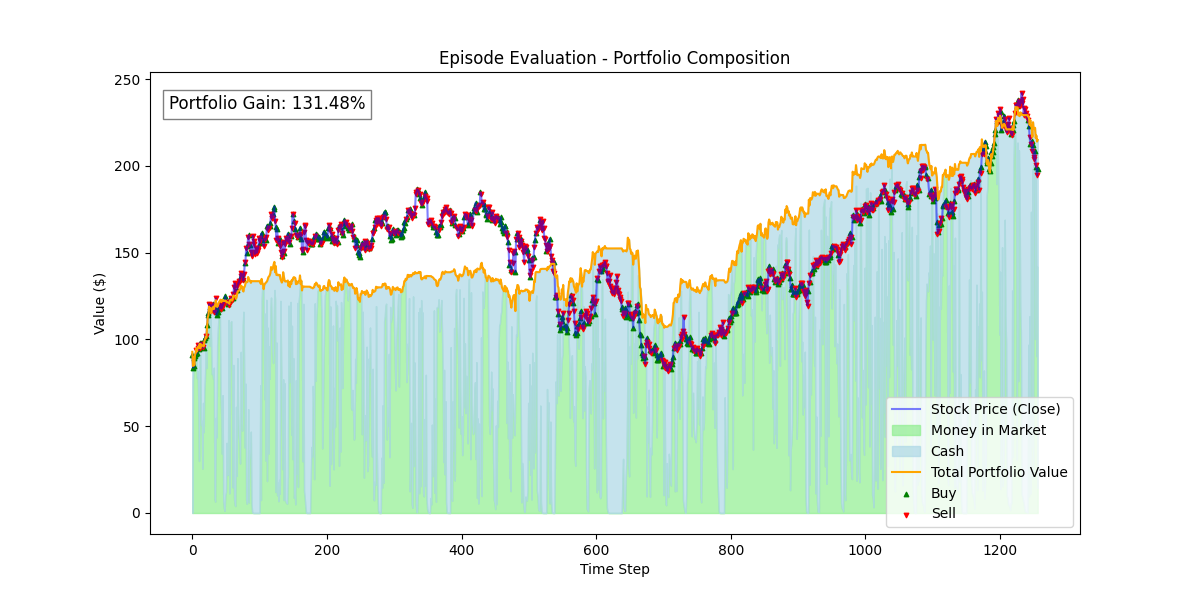 Episode Evaluation - Portfolio Composition
Portfolio Gain: 131.48%
Value ($)
250
200
150
100
50
0
0 200 400 600 800 1000 1200
Time Step
Stock Price (Close)
Money in Market
Cash
Total Portfolio Value
Buy
Sell